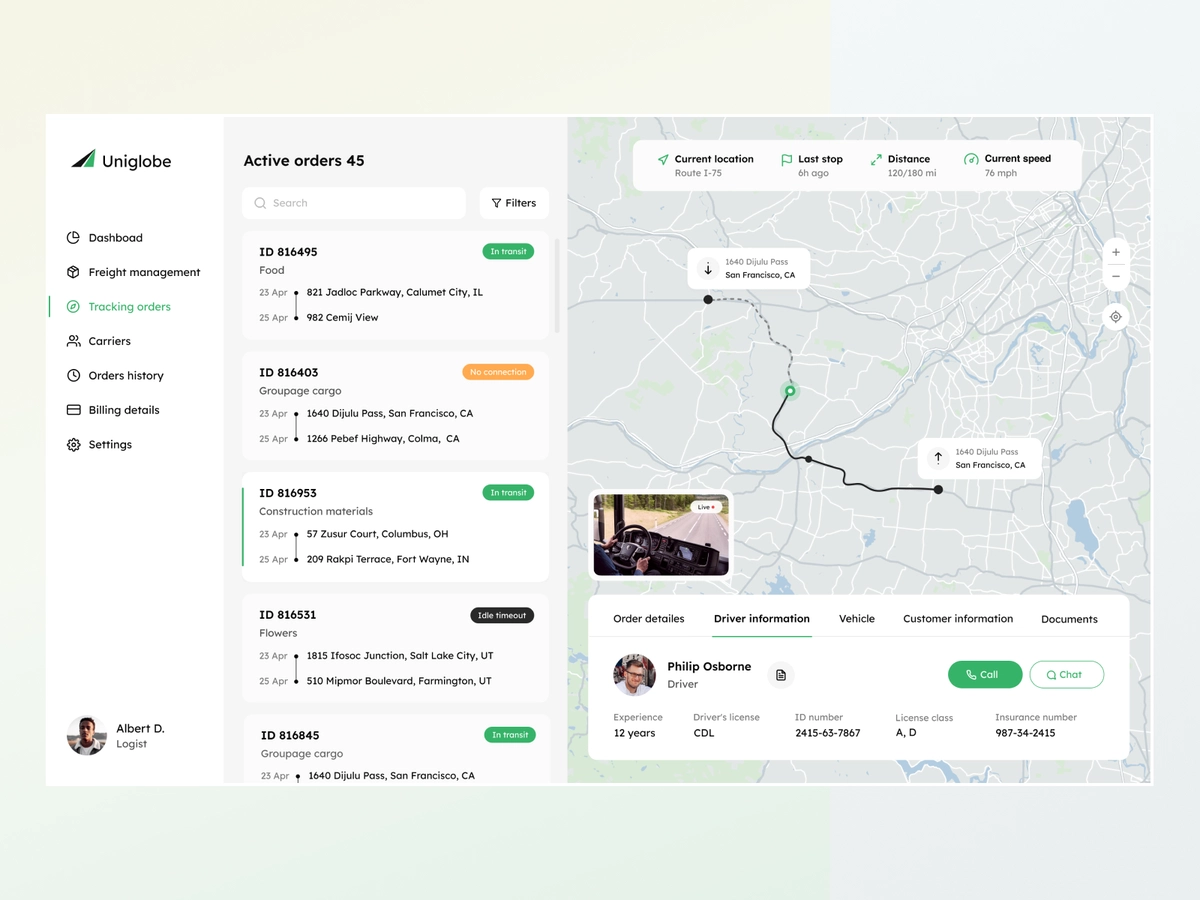 Uniglobe
Dashboad
Freight management
Tracking orders
Carriers
Orders history
Billing details
Settings
Albert D.
Logist
Active orders 45
Search
Filters
ID 816495
In transit
Food
23 Apr 821 Jadloc Parkway, Calumet City, IL
25 Apr 982 Cemij View
ID 816403
No connection
Groupage cargo
23 Apr 1640 Dijulu Pass, San Francisco, CA
25 Apr 1266 Pebef Highway, Colma, CA
ID 816953
In transit
Construction materials
23 Apr 57 Zusur Court, Columbus, OH
25 Apr 209 Rakpi Terrace, Fort Wayne, IN
ID 816531
Idle timeout
Flowers
23 Apr 1815 Ifosoc Junction, Salt Lake City, UT
25 Apr 510 Mipmor Boulevard, Farmington, UT
ID 816845
In transit
Groupage cargo
23 Apr 1640 Dijulu Pass, San Francisco, CA
Current location
Route I-75
Last stop
6h ago
Distance
120/180 mi
Current speed
76 mph
1640 Dijulu Pass
San Francisco, CA
1640 Dijulu Pass
San Francisco, CA
Live
Order detailes
Driver information
Vehicle
Customer information
Documents
Philip Osborne
Driver
Call
Chat
Experience
12 years
Driver's license
CDL
ID number
2415-63-7867
License class
A, D
Insurance number
987-34-2415